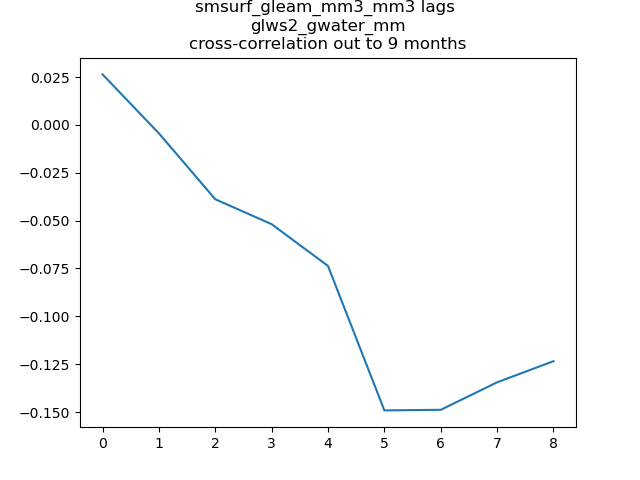 smsurf_gleam_mm3_mm3 lags
glws2_gwater_mm
cross-correlation out to 9 months
0.025
0.000
−0.025
−0.050
−0.075
−0.100
−0.125
−0.150
0 1 2 3 4 5 6 7 8